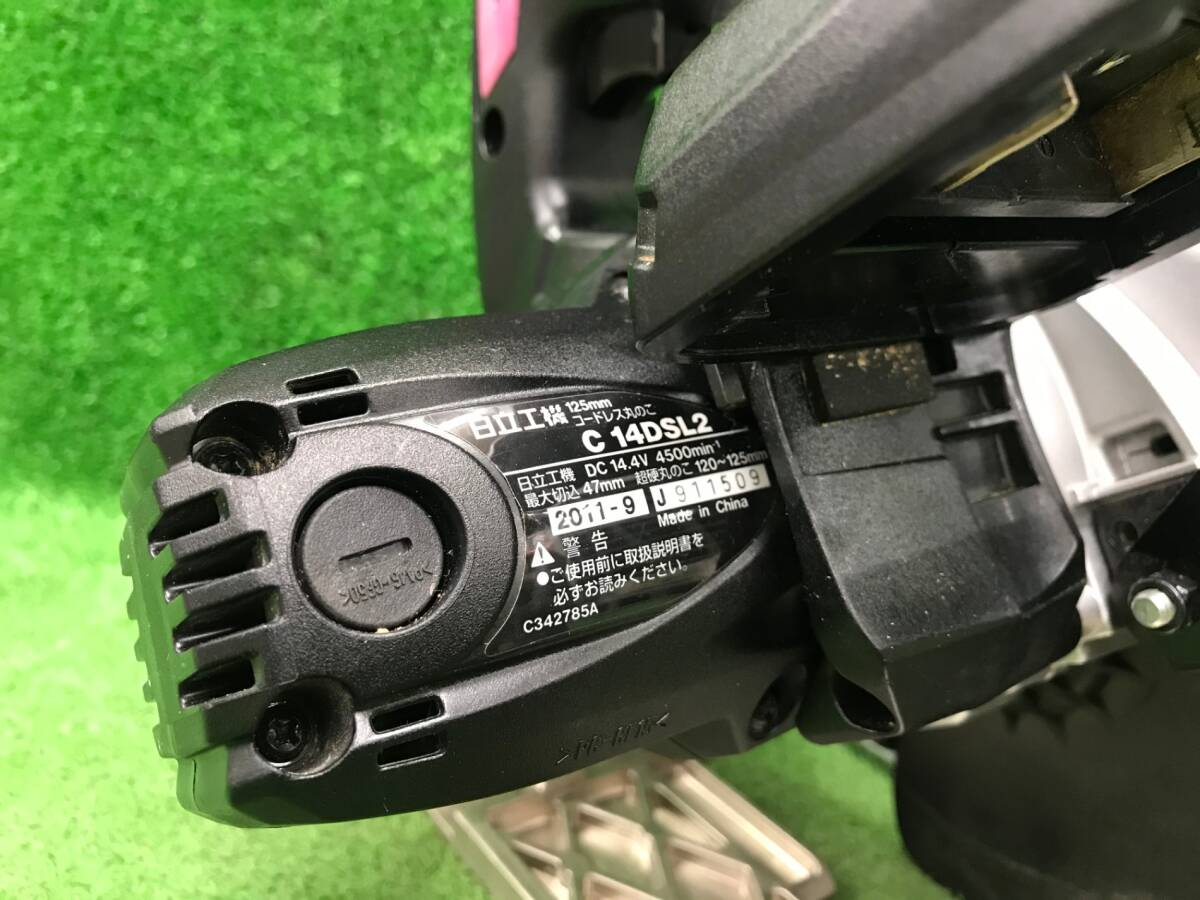 日立工機 125mm コードレス丸のこ
C 14DSL2
日立工機 DC 14.4V 4500min⁻¹
最大切込 47mm 超硬丸のこ 120~125mm
2011-9 J911509
Made in China
警告
●ご使用前に取扱説明書を
必ずお読みください。
C342785A